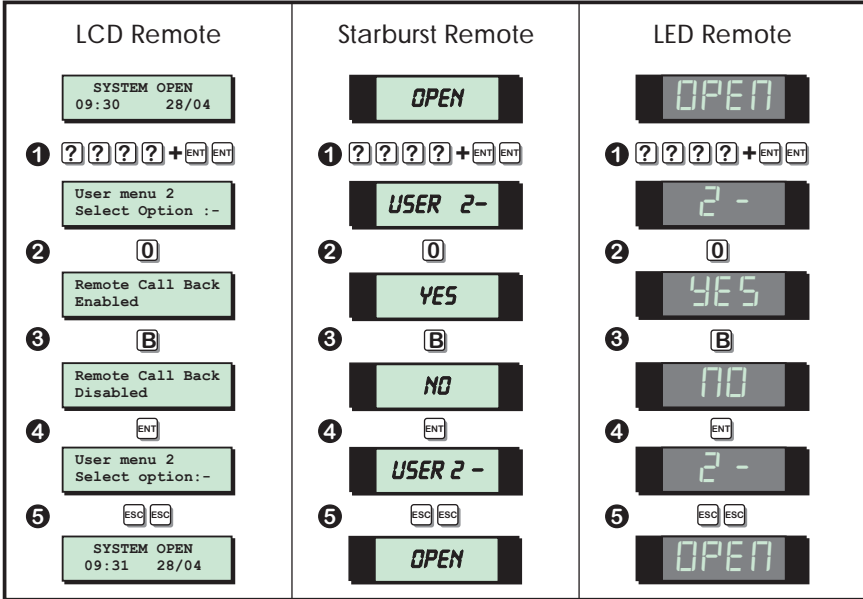 LCD Remote
SYSTEM OPEN
09:30 28/04
1 ? ? ? ? + ENT ENT
User menu 2
Select Option :-
2 0
Remote Call Back
Enabled
3 B
Remote Call Back
Disabled
4 ENT
User menu 2
Select option:-
5 ESC ESC
SYSTEM OPEN
09:31 28/04
Starburst Remote
OPEN
1 ? ? ? ? + ENT ENT
USER 2-
2 0
YES
3 B
NO
4 ENT
USER 2 -
5 ESC ESC
OPEN
LED Remote
OPEN
1 ? ? ? ? + ENT ENT
2 -
2 0
YES
3 B
NO
4 ENT
2 -
5 ESC ESC
OPEN